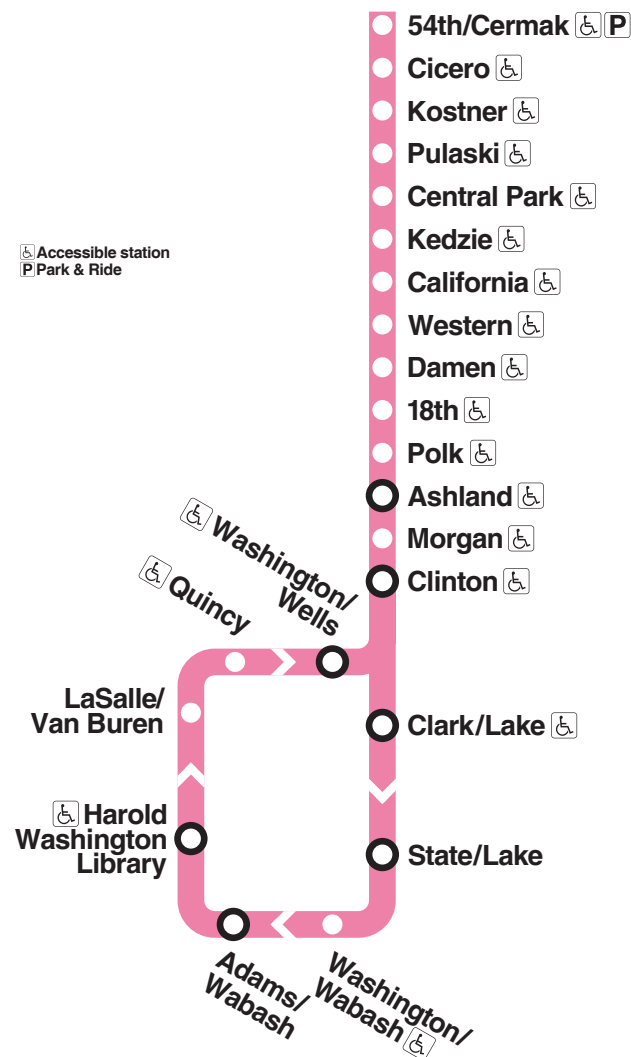 54th/Cermak P
Cicero
Kostner
Pulaski
Central Park
Kedzie
Accessible station
P Park & Ride
California
Western
Damen
18th
Polk
Ashland
Morgan
Clinton
Washington/
Wells
Quincy
LaSalle/
Van Buren
Clark/Lake
Harold
Washington
Library
State/Lake
Adams/
Wabash
Washington/
Wabash